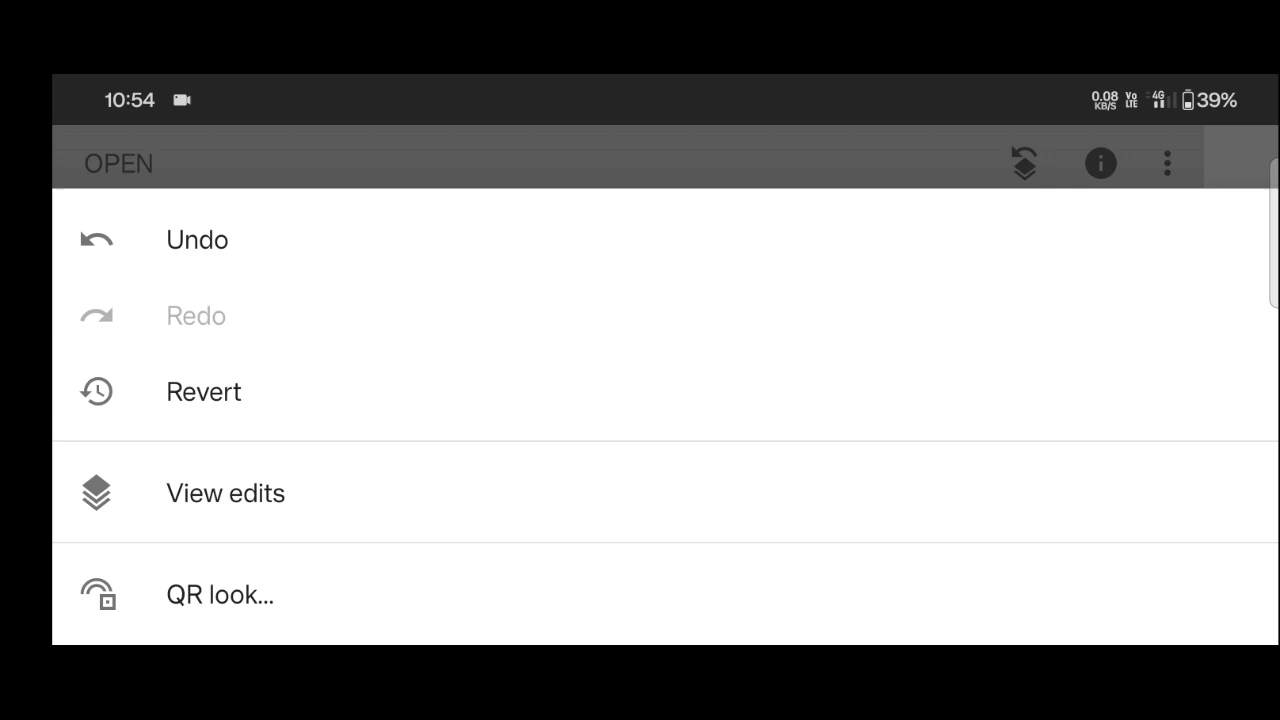 10:54 0.08 KB/S Vo LTE 4G 39%
OPEN
Undo
Redo
Revert
View edits
QR look...